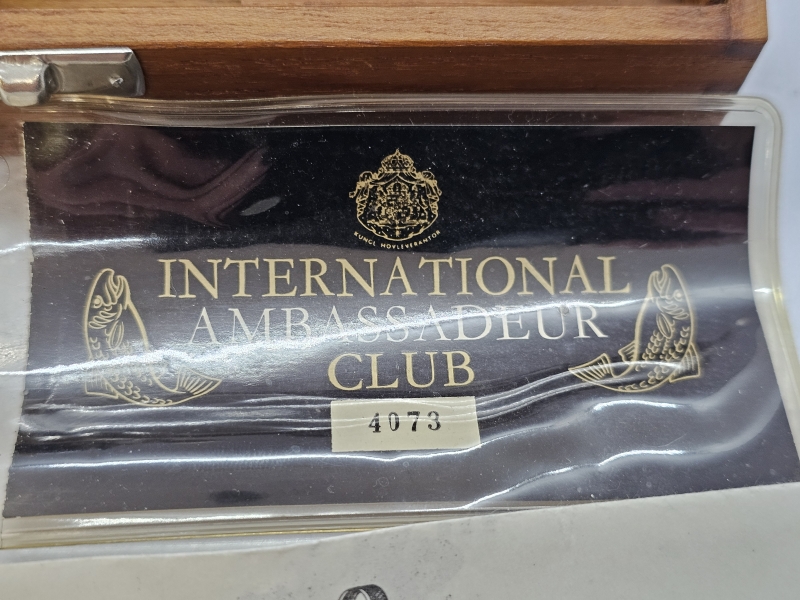 KUNGL HOVLEVERANTÖR
INTERNATIONAL
AMBASSADEUR
CLUB
4073